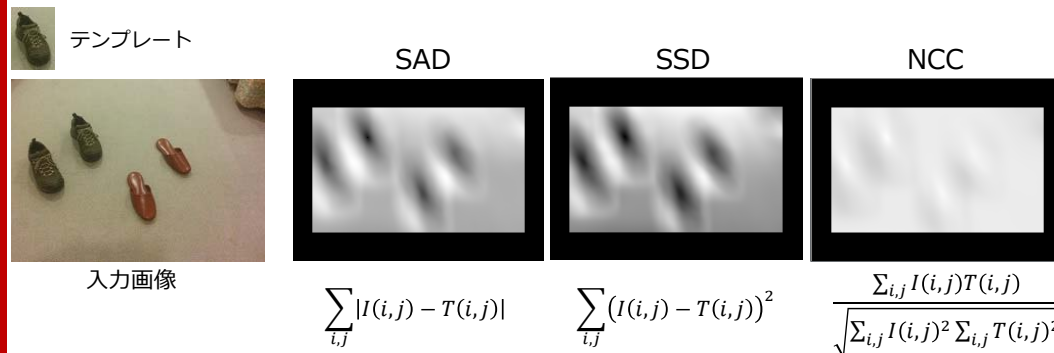 テンプレート
SAD
SSD
NCC
入力画像
∑_{i,j} |I(i,j) − T(i,j)|
∑_{i,j} (I(i,j) − T(i,j))²
∑_{i,j} I(i,j)T(i,j)
√∑_{i,j} I(i,j)² ∑_{i,j} T(i,j)²